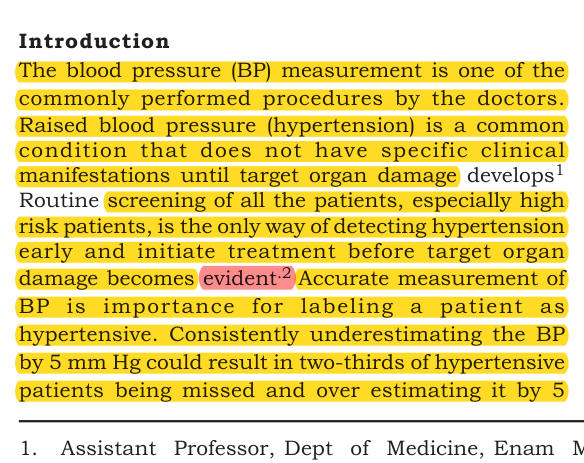 Introduction
The blood pressure (BP) measurement is one of the
commonly performed procedures by the doctors.
Raised blood pressure (hypertension) is a common
condition that does not have specific clinical
manifestations until target organ damage develops¹
Routine screening of all the patients, especially high
risk patients, is the only way of detecting hypertension
early and initiate treatment before target organ
damage becomes evident.² Accurate measurement of
BP is importance for labeling a patient as
hypertensive. Consistently underestimating the BP
by 5 mm Hg could result in two-thirds of hypertensive
patients being missed and over estimating it by 5
1. Assistant Professor, Dept of Medicine, Enam M